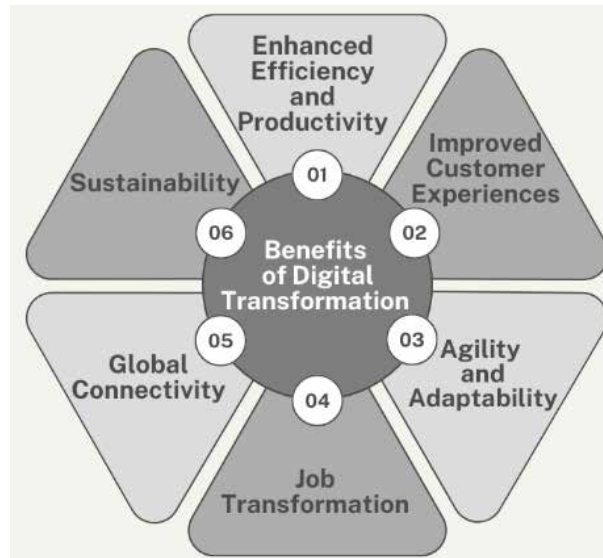 Enhanced
Efficiency
and
Productivity
01
Improved
Customer
Experiences
02
Agility
and
Adaptability
03
Job
Transformation
04
Global
Connectivity
05
Sustainability
06
Benefits
of Digital
Transformation